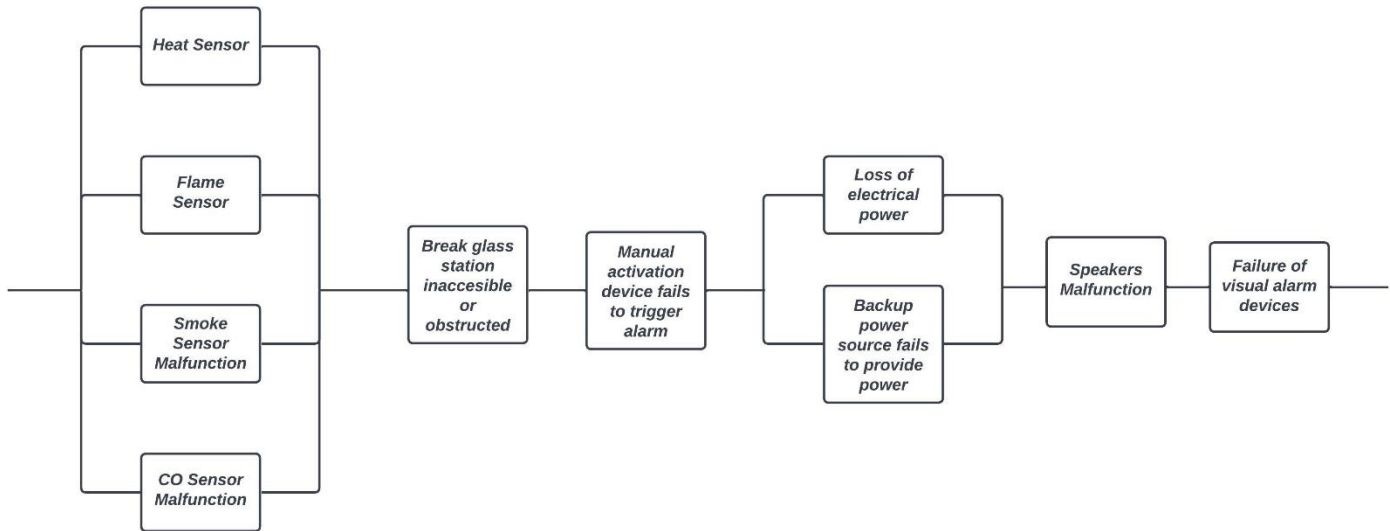 Heat Sensor
Flame
Sensor
Smoke
Sensor
Malfunction
CO Sensor
Malfunction
Break glass
station
inaccesible
or
obstructed
Manual
activation
device fails
to trigger
alarm
Loss of
electrical
power
Backup
power
source fails
to provide
power
Speakers
Malfunction
Failure of
visual alarm
devices